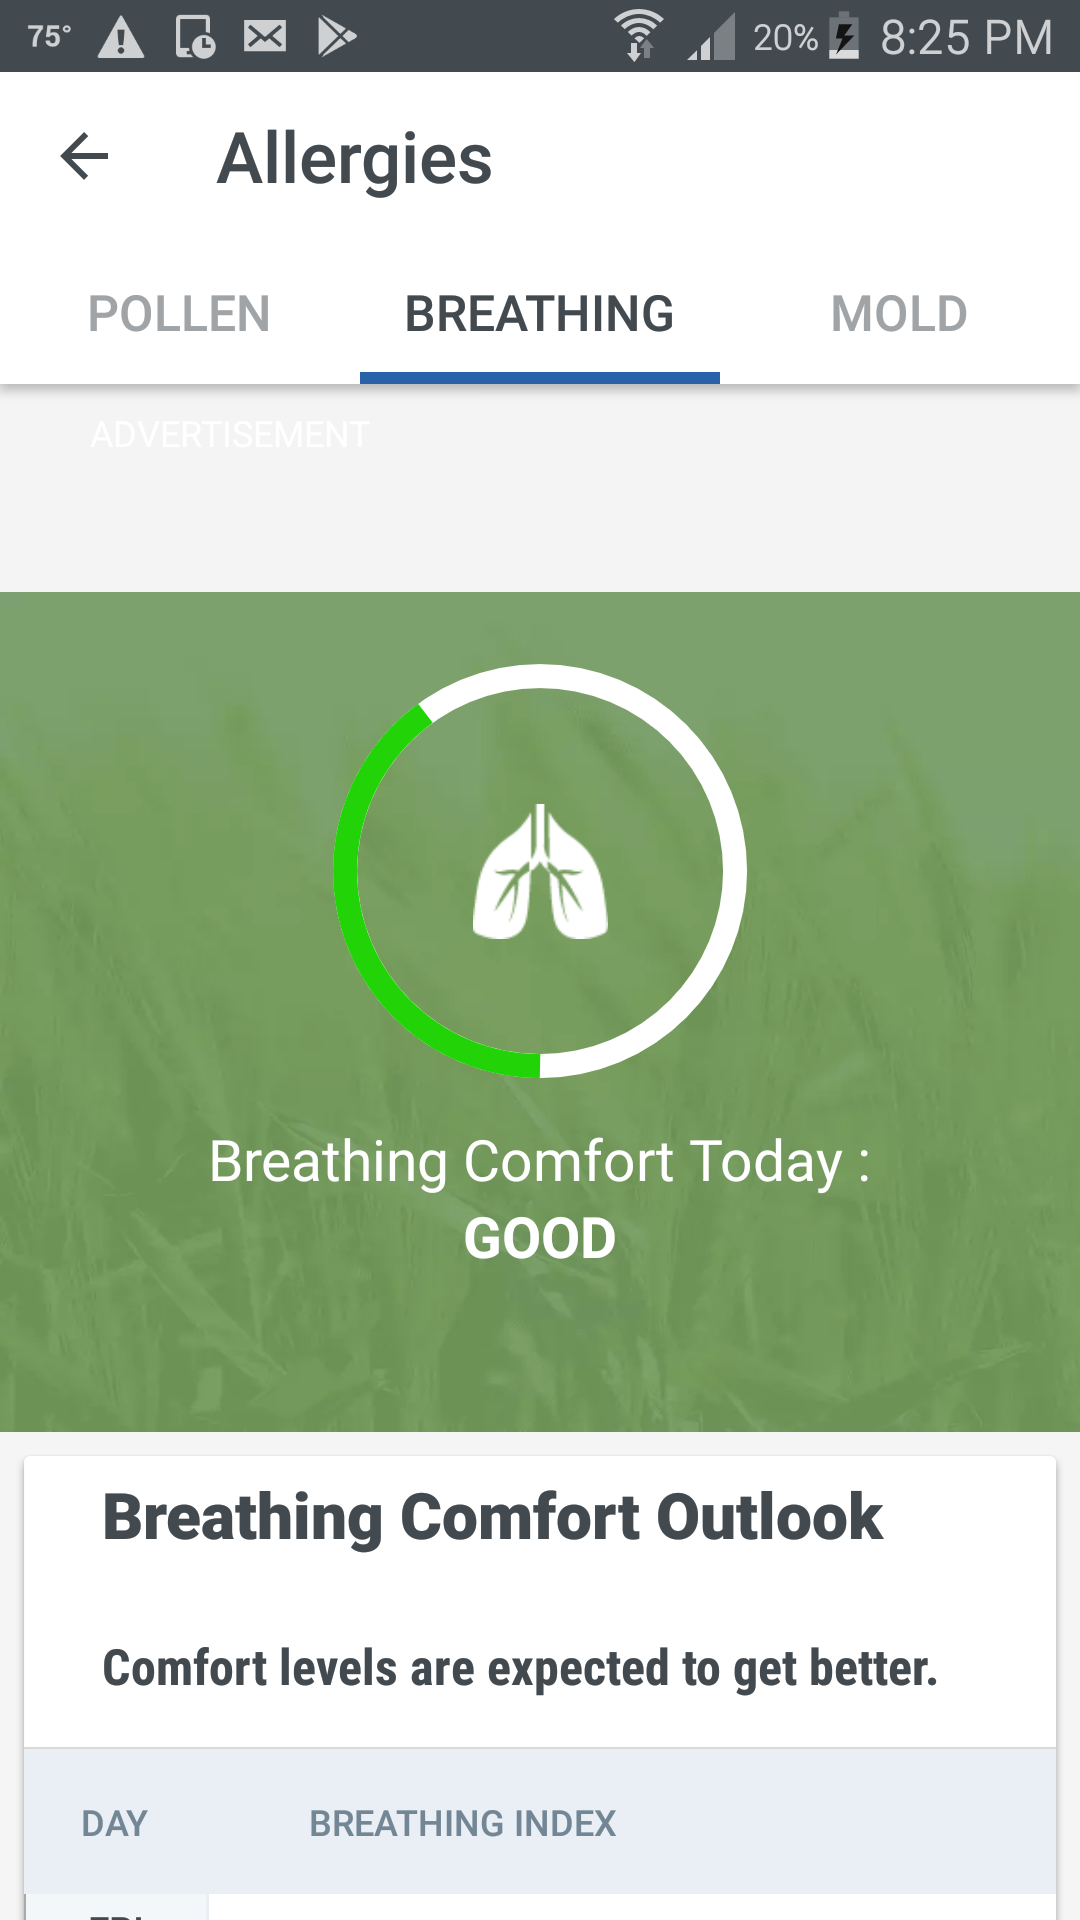 75° 20% 8:25 PM
Allergies
POLLEN BREATHING MOLD
ADVERTISEMENT
Breathing Comfort Today :
GOOD
Breathing Comfort Outlook
Comfort levels are expected to get better.
DAY BREATHING INDEX